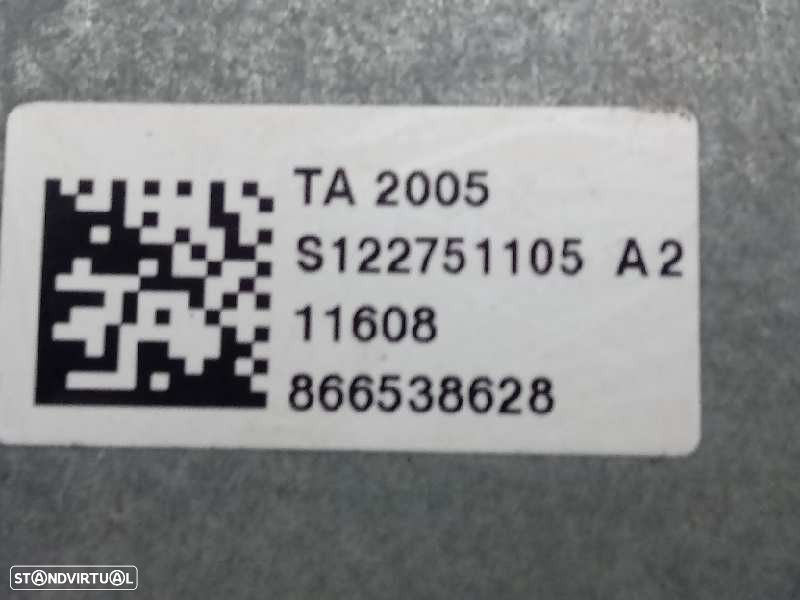 TA 2005
S122751105 A2
11608
866538628
STANDVIRTUAL